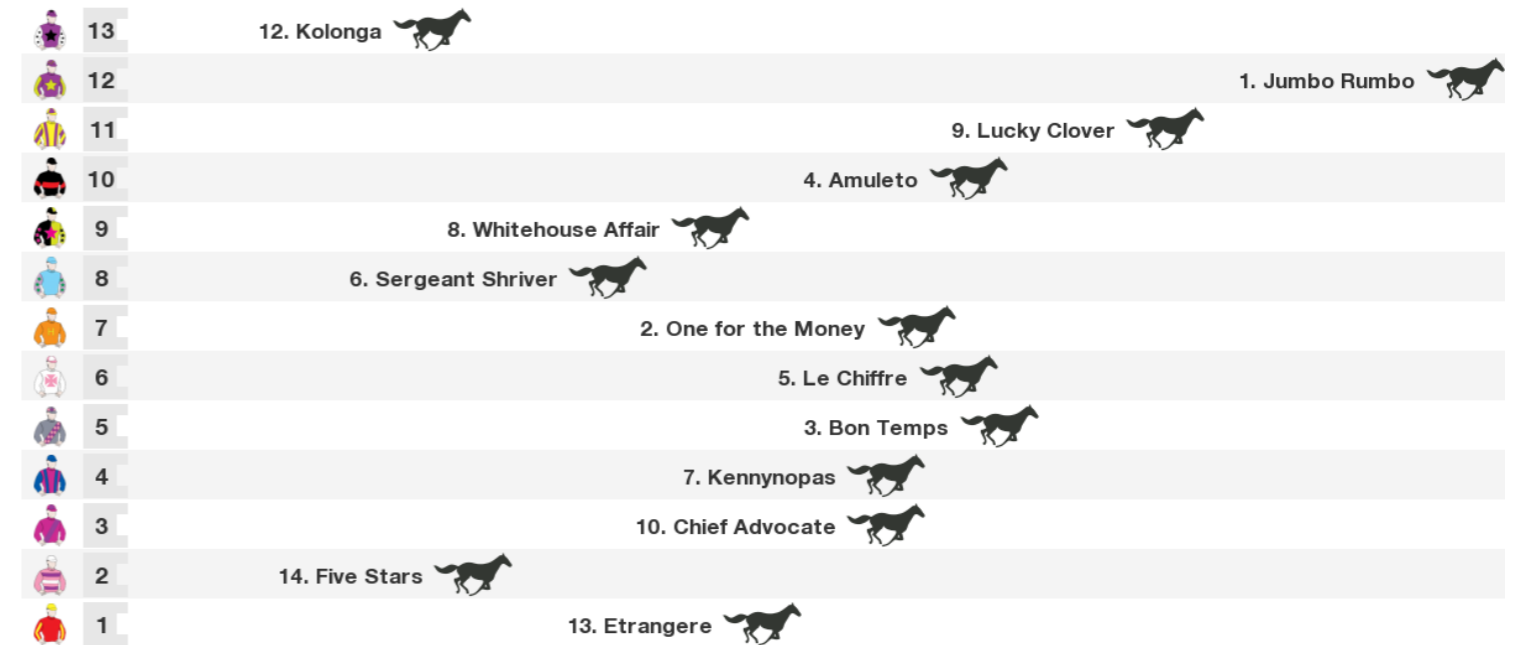 13 12. Kolonga
12 1. Jumbo Rumbo
11 9. Lucky Clover
10 4. Amuleto
9 8. Whitehouse Affair
8 6. Sergeant Shriver
7 2. One for the Money
6 5. Le Chiffre
5 3. Bon Temps
4 7. Kennynopas
3 10. Chief Advocate
2 14. Five Stars
1 13. Etrangere